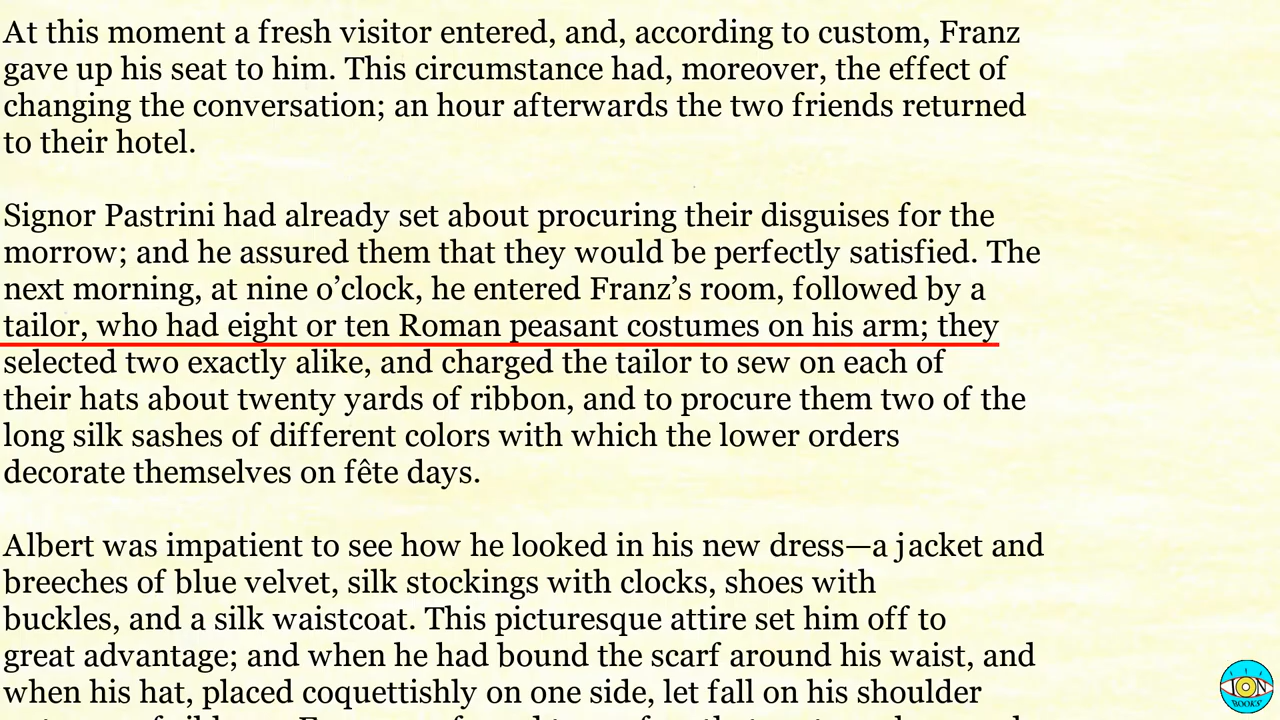 At this moment a fresh visitor entered, and, according to custom, Franz
gave up his seat to him. This circumstance had, moreover, the effect of
changing the conversation; an hour afterwards the two friends returned
to their hotel.
Signor Pastrini had already set about procuring their disguises for the
morrow; and he assured them that they would be perfectly satisfied. The
next morning, at nine o’clock, he entered Franz’s room, followed by a
tailor, who had eight or ten Roman peasant costumes on his arm; they
selected two exactly alike, and charged the tailor to sew on each of
their hats about twenty yards of ribbon, and to procure them two of the
long silk sashes of different colors with which the lower orders
decorate themselves on fête days.
Albert was impatient to see how he looked in his new dress—a jacket and
breeches of blue velvet, silk stockings with clocks, shoes with
buckles, and a silk waistcoat. This picturesque attire set him off to
great advantage; and when he had bound the scarf around his waist, and
when his hat, placed coquettishly on one side, let fall on his shoulder
ION
BOOKS